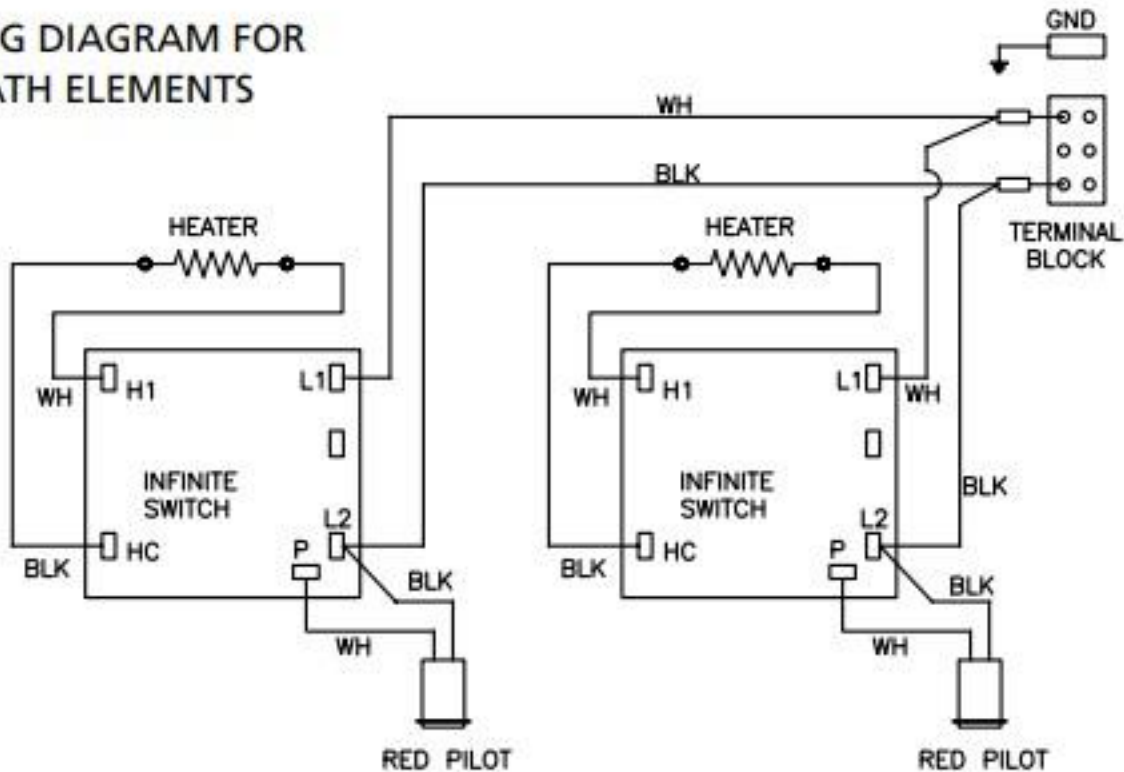 G DIAGRAM FOR
ATH ELEMENTS
GND
WH
BLK
TERMINAL
BLOCK
HEATER
HEATER
WH
H1
L1
WH
H1
L1
WH
INFINITE
SWITCH
INFINITE
SWITCH
BLK
L2
L2
BLK
HC
P
BLK
BLK
HC
P
BLK
WH
WH
RED PILOT
RED PILOT